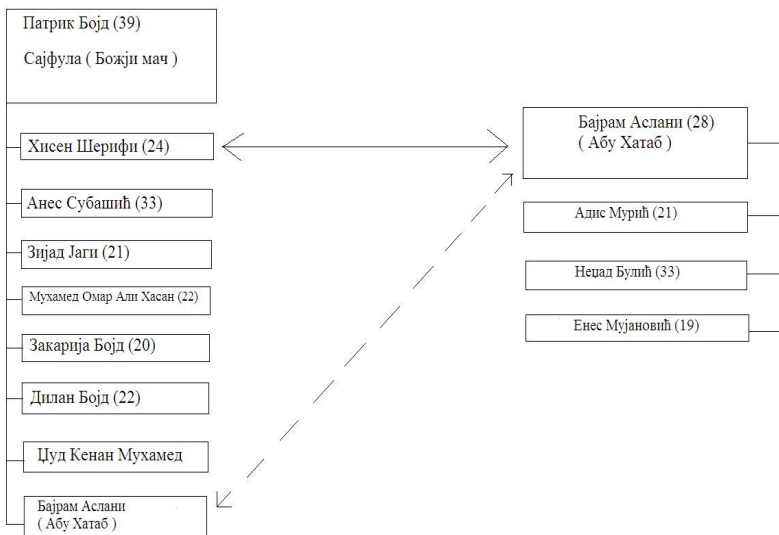 Патрик Бојд (39)
Сајфула ( Божји мач )
Хисен Шерифи (24)
Анес Субашић (33)
Зијад Јаги (21)
Мухамед Омар Али Хасан (22)
Закарија Бојд (20)
Дилан Бојд (22)
Џуд Кенан Мухамед
Бајрам Аслани
( Абу Хатаб )
Бајрам Аслани (28)
( Абу Хатаб )
Адис Мурић (21)
Неџад Булић (33)
Енес Мујановић (19)